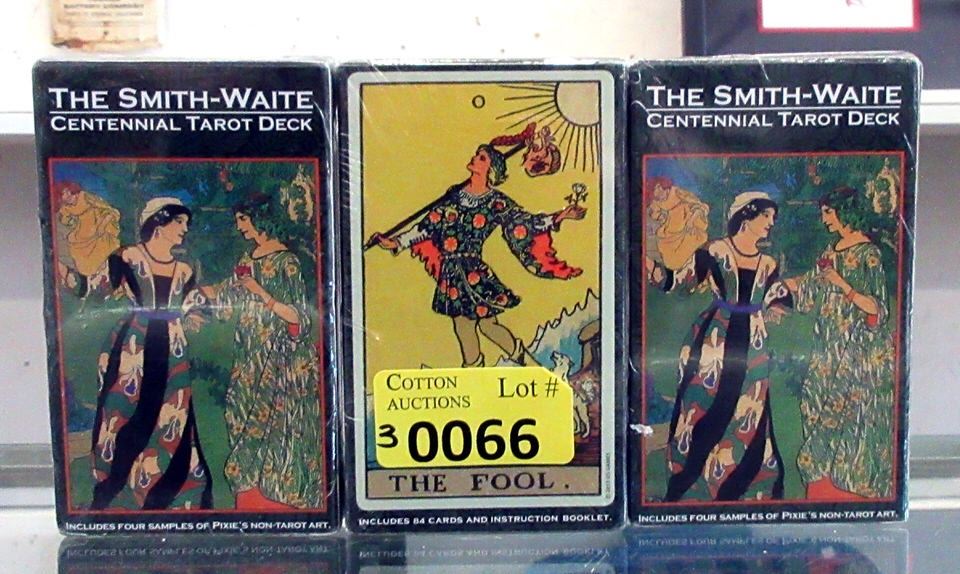 THE SMITH-WAITE
CENTENNIAL TAROT DECK
INCLUDES FOUR SAMPLES OF PIXIE'S NON-TAROT ART.
COTTON
AUCTIONS
Lot #
3 0066
THE FOOL.
INCLUDES 84 CARDS AND INSTRUCTION BOOKLET.
THE SMITH-WAITE
CENTENNIAL TAROT DECK
INCLUDES FOUR SAMPLES OF PIXIE'S NON-TAROT ART.